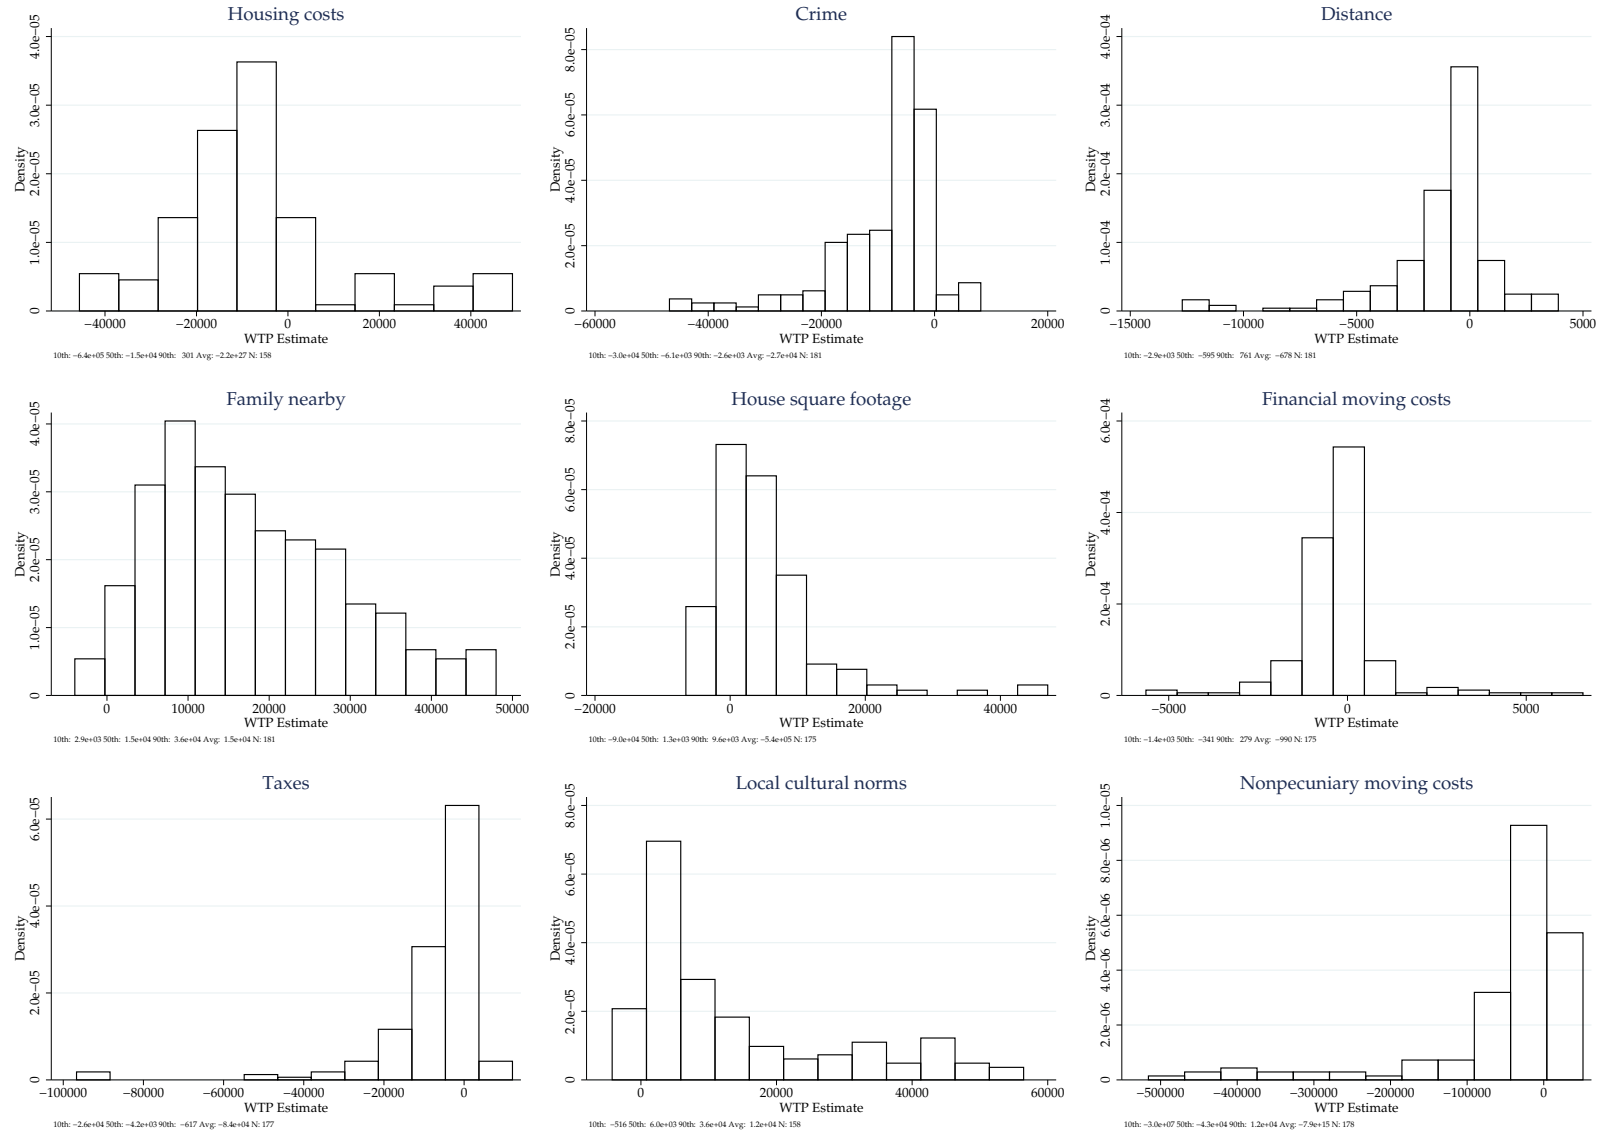 Housing costs
Density
0 1.0e−05 2.0e−05 3.0e−05 4.0e−05
−40000 −20000 0 20000 40000
WTP Estimate
10th: −6.4e+05 50th: −1.5e+04 90th: 301 Avg: −2.2e+27 N: 158
Crime
Density
0 2.0e−05 4.0e−05 6.0e−05 8.0e−05
−60000 −40000 −20000 0 20000
WTP Estimate
10th: −3.0e+04 50th: −6.1e+03 90th: −2.6e+03 Avg: −2.7e+04 N: 181
Distance
Density
0 1.0e−04 2.0e−04 3.0e−04 4.0e−04
−15000 −10000 −5000 0 5000
WTP Estimate
10th: −2.9e+03 50th: −595 90th: 761 Avg: −678 N: 181
Family nearby
Density
0 1.0e−05 2.0e−05 3.0e−05 4.0e−05
0 10000 20000 30000 40000 50000
WTP Estimate
10th: 2.9e+03 50th: 1.5e+04 90th: 3.6e+04 Avg: 1.5e+04 N: 181
House square footage
Density
0 2.0e−05 4.0e−05 6.0e−05 8.0e−05
−20000 0 20000 40000
WTP Estimate
10th: −9.0e+04 50th: 1.3e+03 90th: 9.6e+03 Avg: −5.4e+05 N: 175
Financial moving costs
Density
0 2.0e−04 4.0e−04 6.0e−04
−5000 0 5000
WTP Estimate
10th: −1.4e+03 50th: −341 90th: 279 Avg: −990 N: 175
Taxes
Density
0 2.0e−05 4.0e−05 6.0e−05
−100000 −80000 −60000 −40000 −20000 0
WTP Estimate
10th: −2.6e+04 50th: −4.2e+03 90th: −617 Avg: −8.4e+04 N: 177
Local cultural norms
Density
0 2.0e−05 4.0e−05 6.0e−05 8.0e−05
0 20000 40000 60000
WTP Estimate
10th: −516 50th: 6.0e+03 90th: 3.6e+04 Avg: 1.2e+04 N: 158
Nonpecuniary moving costs
Density
0 2.0e−06 4.0e−06 6.0e−06 8.0e−06 1.0e−05
−500000 −400000 −300000 −200000 −100000 0
WTP Estimate
10th: −3.0e+07 50th: −4.3e+04 90th: 1.2e+04 Avg: −7.9e+15 N: 178